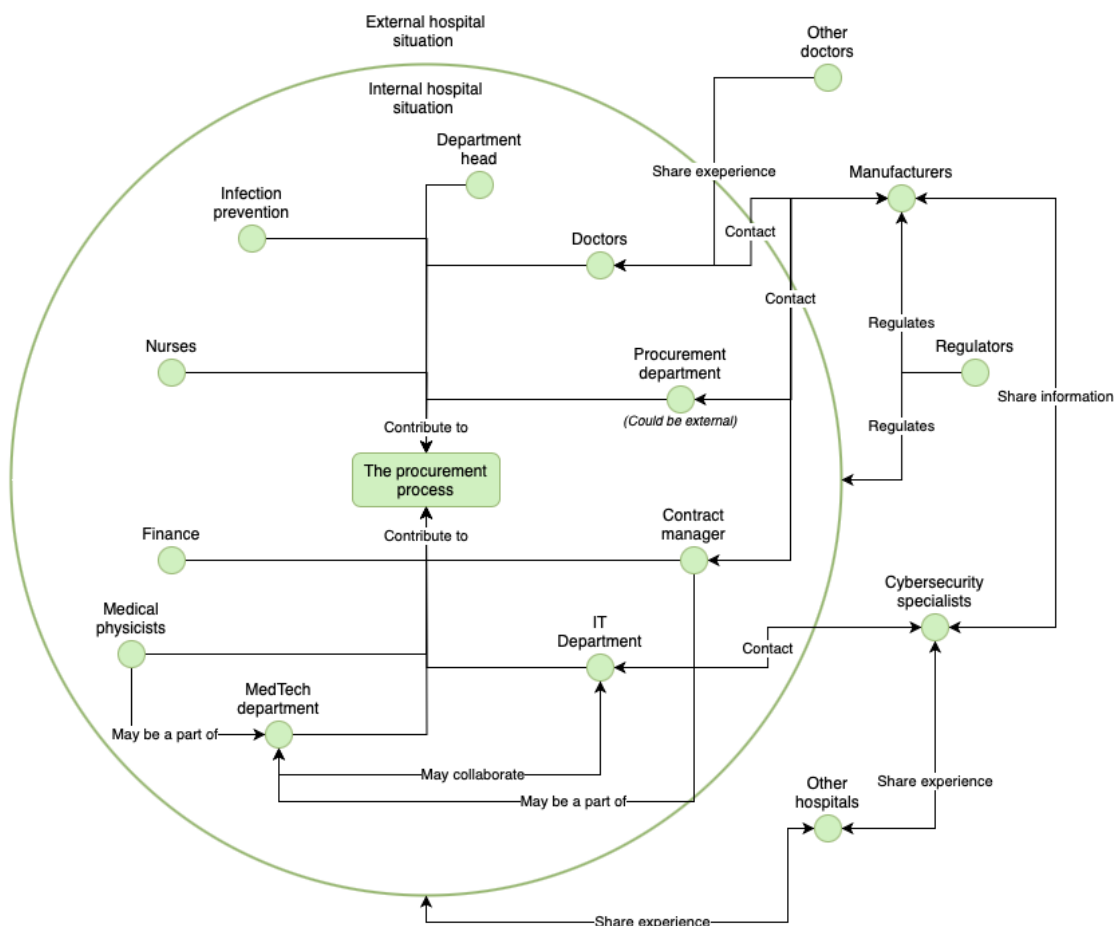 External hospital
situation
Other
doctors
Internal hospital
situation
Department
head
Share exeperience
Manufacturers
Infection
prevention
Doctors
Contact
Contact
Regulates
Nurses
Procurement
department
Regulators
Share information
(Could be external)
Contribute to
Regulates
The procurement
process
Contract
manager
Finance
Contribute to
Cybersecurity
specialists
Medical
physicists
IT
Department
Contact
MedTech
department
May be a part of
May collaborate
Share experience
Other
hospitals
May be a part of
Share experience